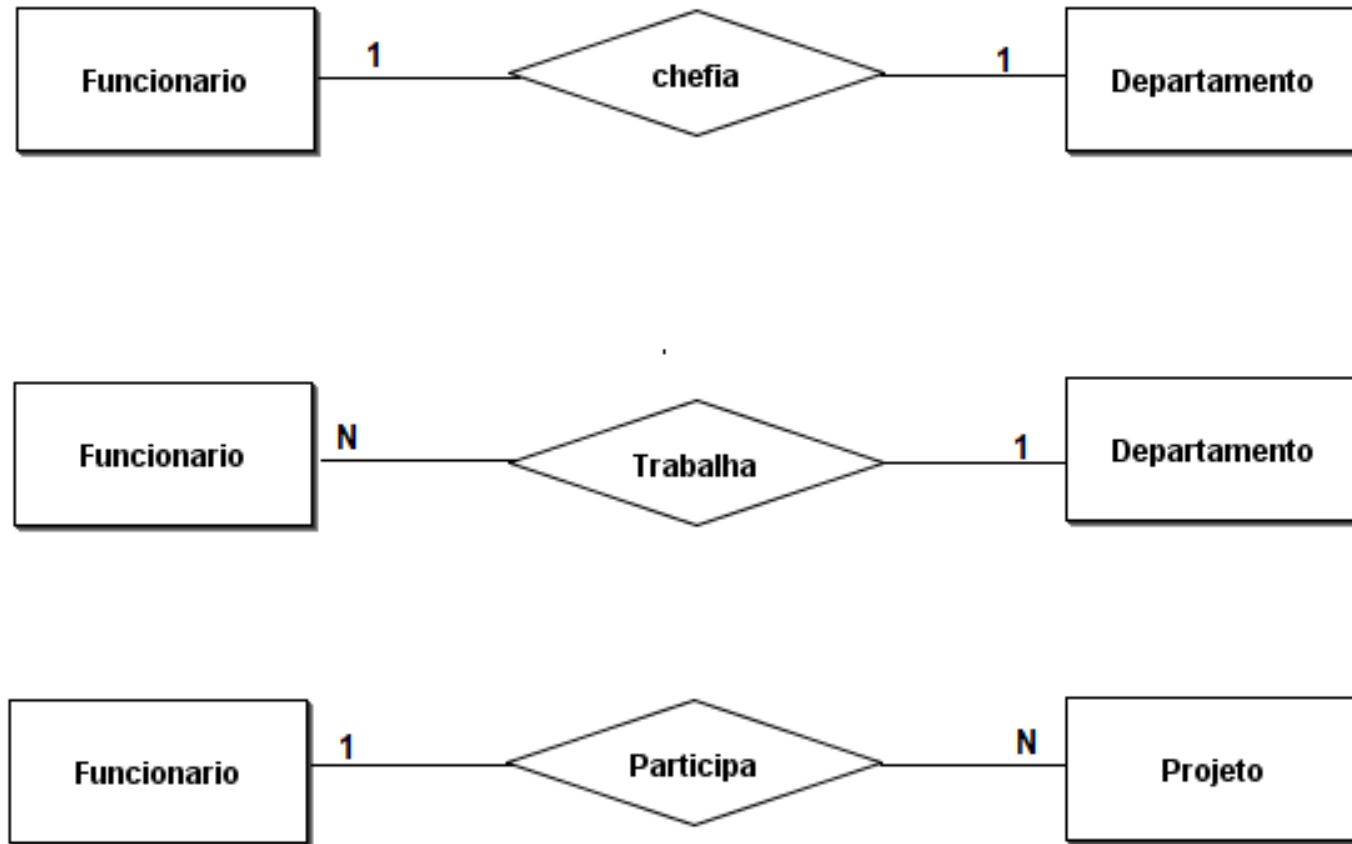 Funcionario 1 chefia 1 Departamento
Funcionario N Trabalha 1 Departamento
Funcionario 1 Participa N Projeto